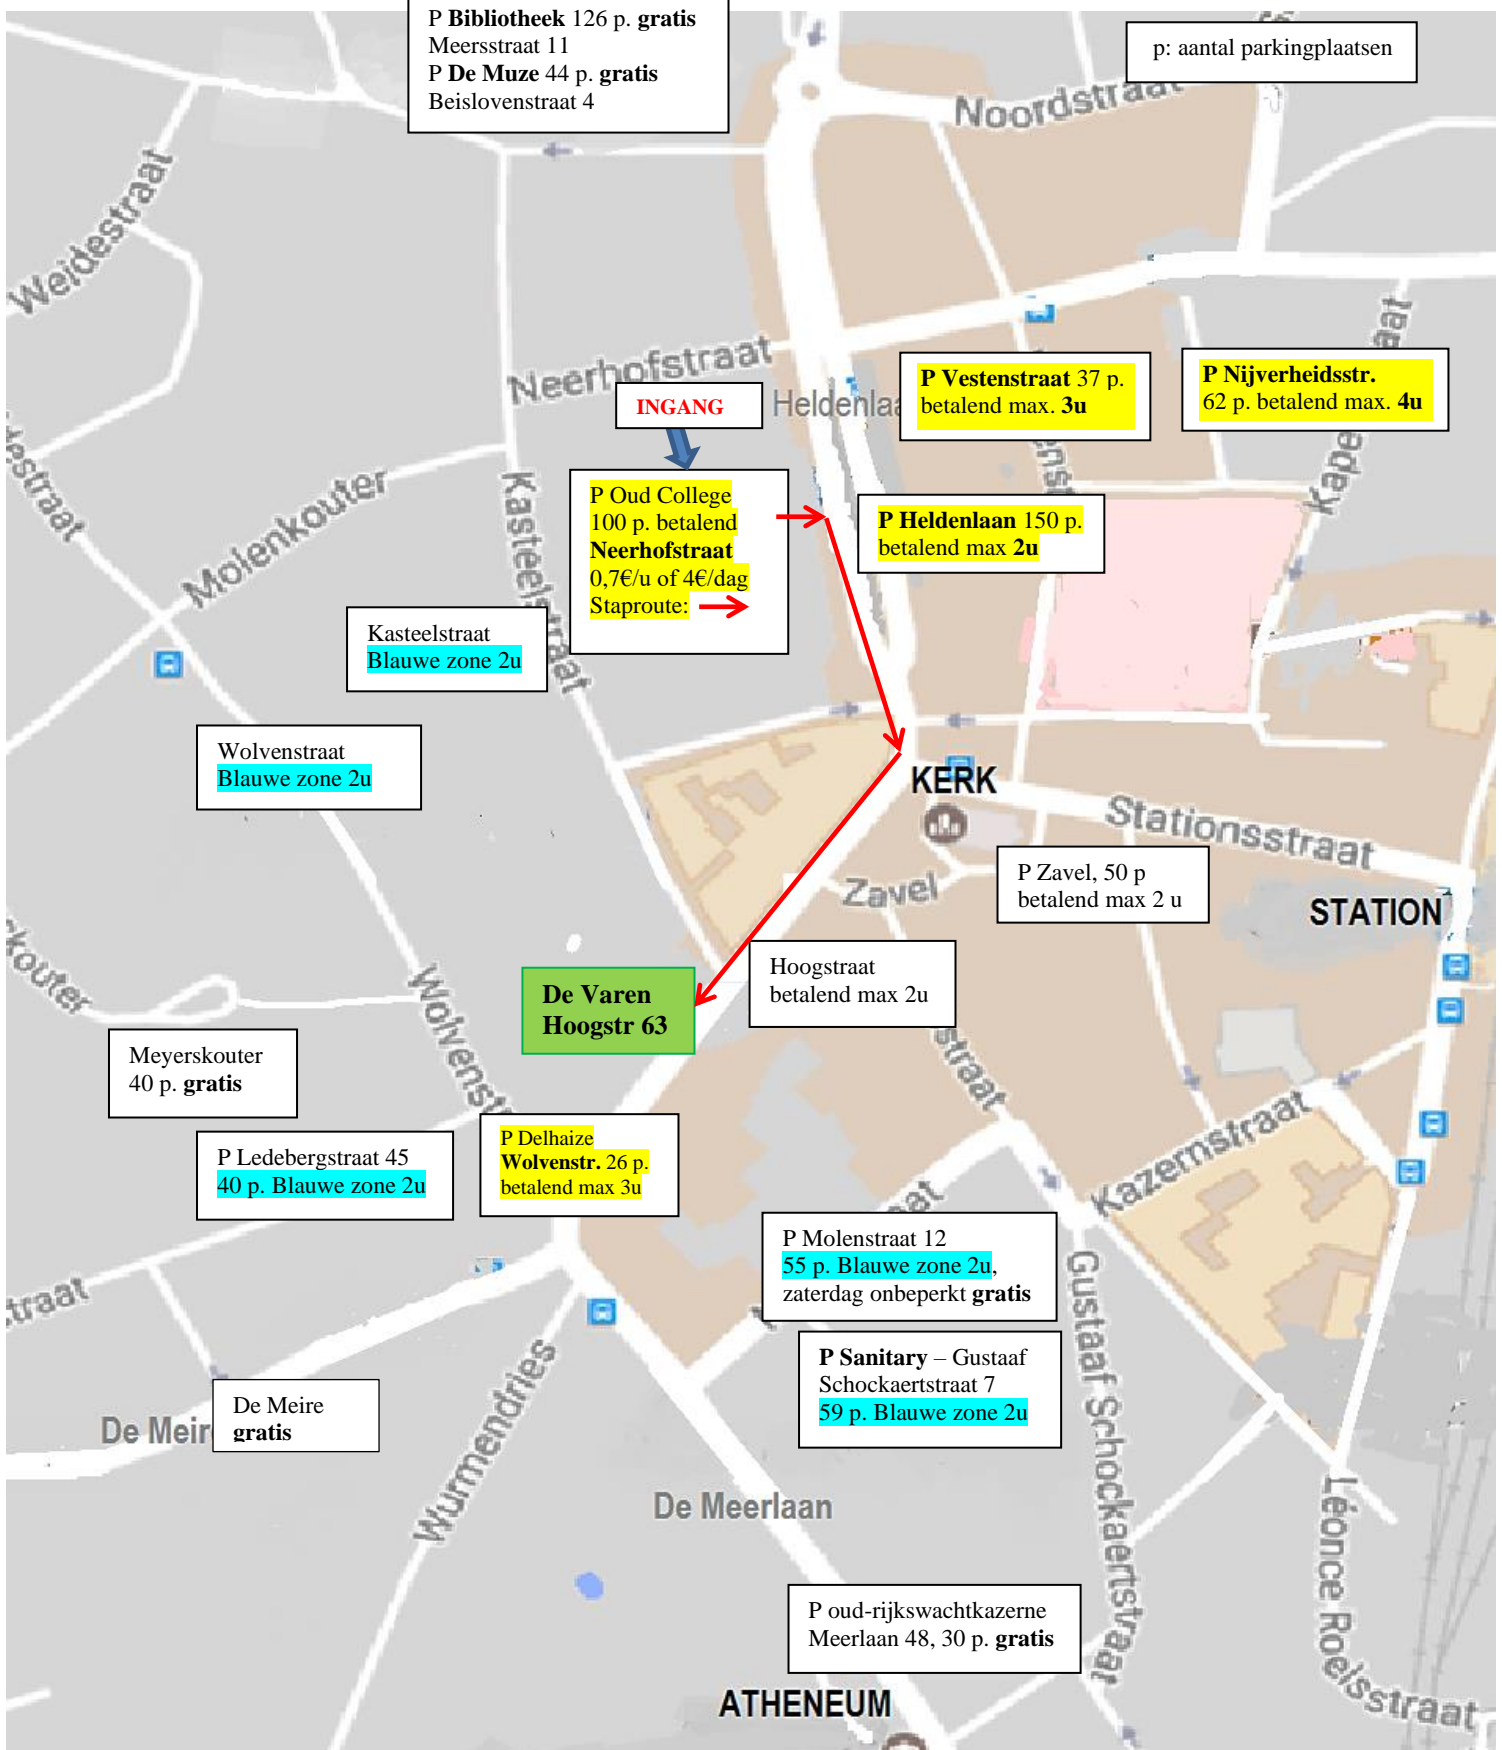 P Bibliotheek 126 p. gratis
Meersstraat 11
P De Muze 44 p. gratis
Beislovenstraat 4
p: aantal parkingplaatsen
Noordstraat
Weidestraat
Neerhofstraat
INGANG
Heldenlaa
P Vestenstraat 37 p.
betalend max. 3u
P Nijverheidsstr.
62 p. betalend max. 4u
P Oud College
100 p. betalend
Neerhofstraat
0,7€/u of 4€/dag
Staproute:
P Heldenlaan 150 p.
betalend max 2u
Molenkouter
Kasteelstraat
Kasteelstraat
Blauwe zone 2u
Wolvenstraat
Blauwe zone 2u
KERK
Stationsstraat
Zavel
P Zavel, 50 p
betalend max 2 u
STATION
Hoogstraat
betalend max 2u
De Varen
Hoogstr 63
Wolvenst
straat
Meyerskouter
40 p. gratis
P Ledebergstraat 45
40 p. Blauwe zone 2u
P Delhaize
Wolvenstr. 26 p.
betalend max 3u
Kazernstraat
P Molenstraat 12
55 p. Blauwe zone 2u,
zaterdag onbeperkt gratis
traat
P Sanitary – Gustaaf
Schockaertstraat 7
59 p. Blauwe zone 2u
Gustaaf Schockaertstraat
De Meir
De Meire
gratis
Wurmendries
De Meerlaan
Léonce Roelsstraat
P oud-rijkswachtkazerne
Meerlaan 48, 30 p. gratis
ATHENEUM